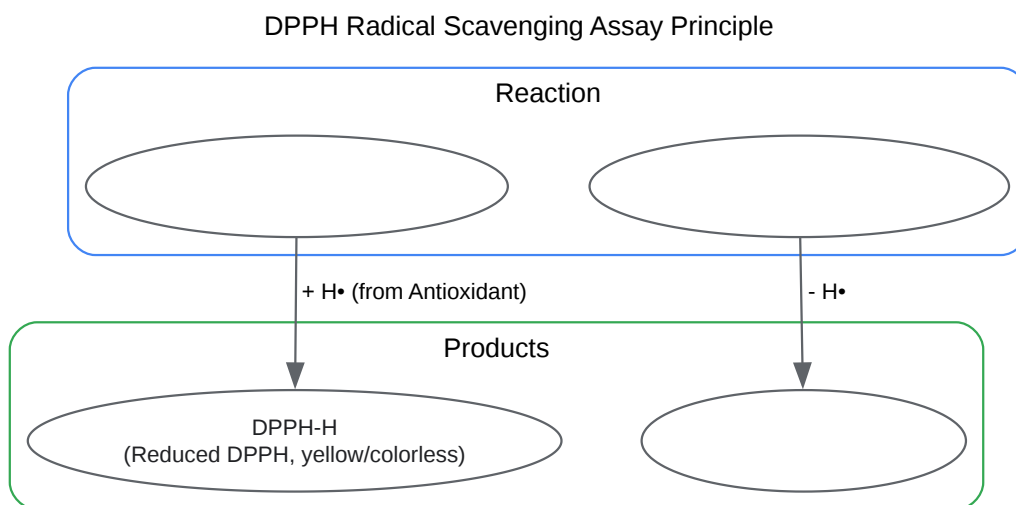 DPPH Radical Scavenging Assay Principle
Reaction
+ H• (from Antioxidant)
- H•
Products
DPPH-H
(Reduced DPPH, yellow/colorless)